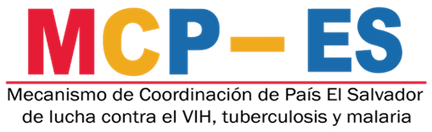 MCP-ES
Mecanismo de Coordinación de País El Salvador
de lucha contra el VIH, tuberculosis y malaria